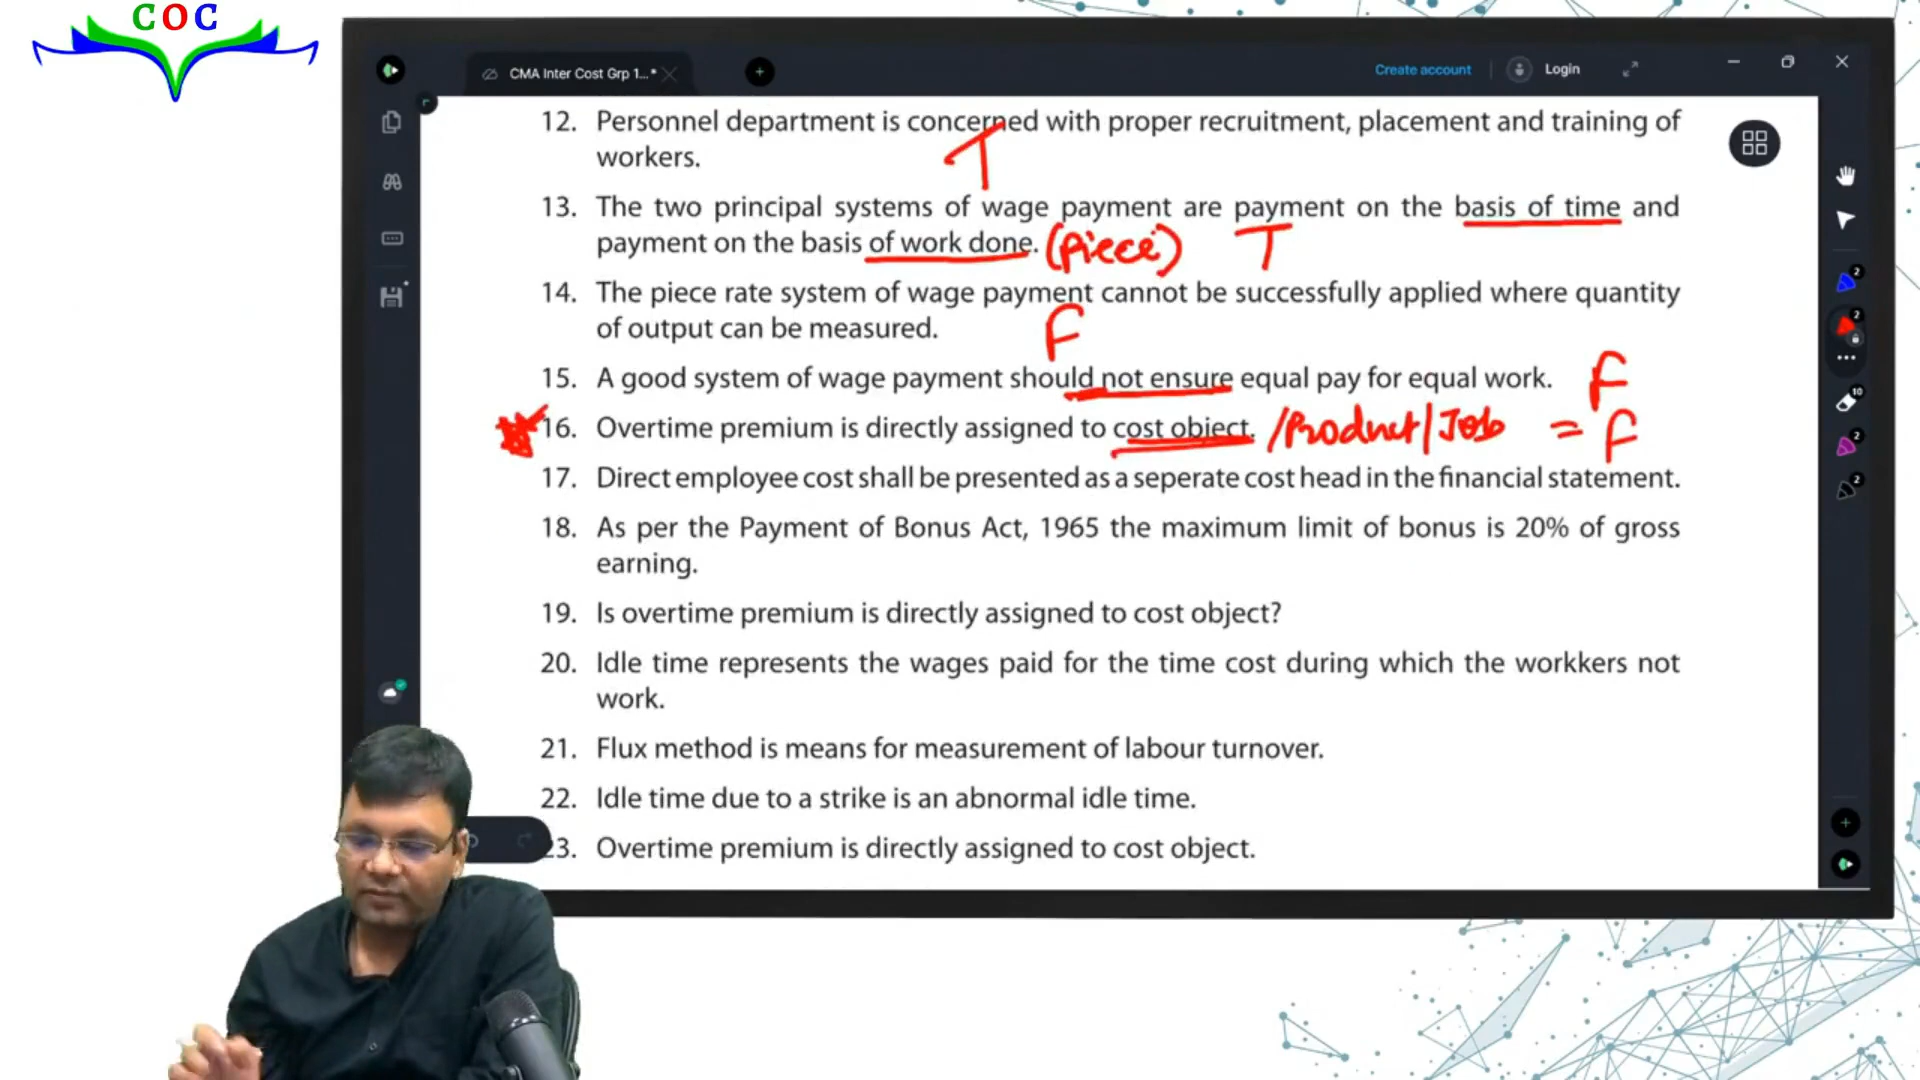 COC
CMA Inter Cost Grp 1...*
Create account
Login
12. Personnel department is concerned with proper recruitment, placement and training of
workers.
T
13. The two principal systems of wage payment are payment on the basis of time and
payment on the basis of work done. (Piece) T
14. The piece rate system of wage payment cannot be successfully applied where quantity
of output can be measured. F
15. A good system of wage payment should not ensure equal pay for equal work. F
16. Overtime premium is directly assigned to cost object. /Product/Job = F
17. Direct employee cost shall be presented as a seperate cost head in the financial statement.
18. As per the Payment of Bonus Act, 1965 the maximum limit of bonus is 20% of gross
earning.
19. Is overtime premium is directly assigned to cost object?
20. Idle time represents the wages paid for the time cost during which the workkers not
work.
21. Flux method is means for measurement of labour turnover.
22. Idle time due to a strike is an abnormal idle time.
23. Overtime premium is directly assigned to cost object.
2
2
10
2
2